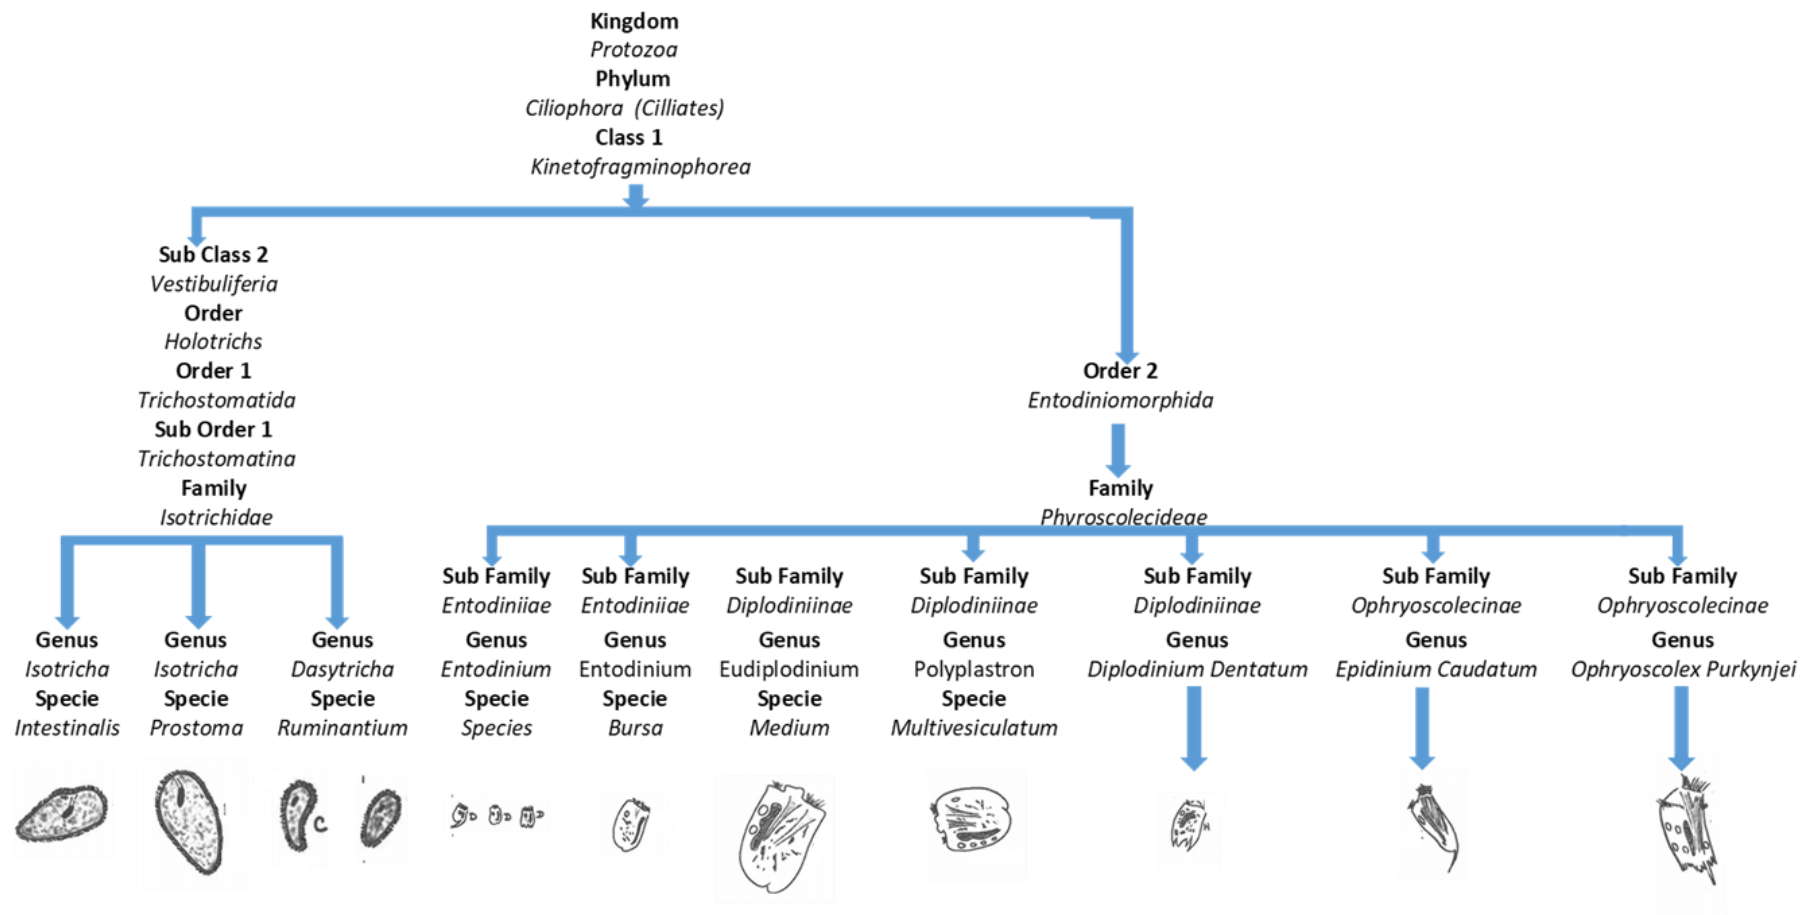 Kingdom
Protozoa
Phylum
Ciliophora (Cilliates)
Class 1
Kinetofragminophorea
Sub Class 2
Vestibuliferia
Order
Holotrichs
Order 1
Trichostomatida
Sub Order 1
Trichostomatina
Family
Isotrichidae
Order 2
Entodiniomorphida
Family
Phyroscolecideae
Genus
Isotricha
Specie
Intestinalis
Genus
Isotricha
Specie
Prostoma
Genus
Dasytricha
Specie
Ruminantium
C
Sub Family
Entodiniiae
Genus
Entodinium
Specie
Species
D
D
D
Sub Family
Entodiniiae
Genus
Entodinium
Specie
Bursa
Sub Family
Diplodiniinae
Genus
Eudiplodinium
Specie
Medium
Sub Family
Diplodiniinae
Genus
Polyplastron
Specie
Multivesiculatum
Sub Family
Diplodiniinae
Genus
Diplodinium Dentatum
H
Sub Family
Ophryoscolecinae
Genus
Epidinium Caudatum
Sub Family
Ophryoscolecinae
Genus
Ophryoscolex Purkynjei